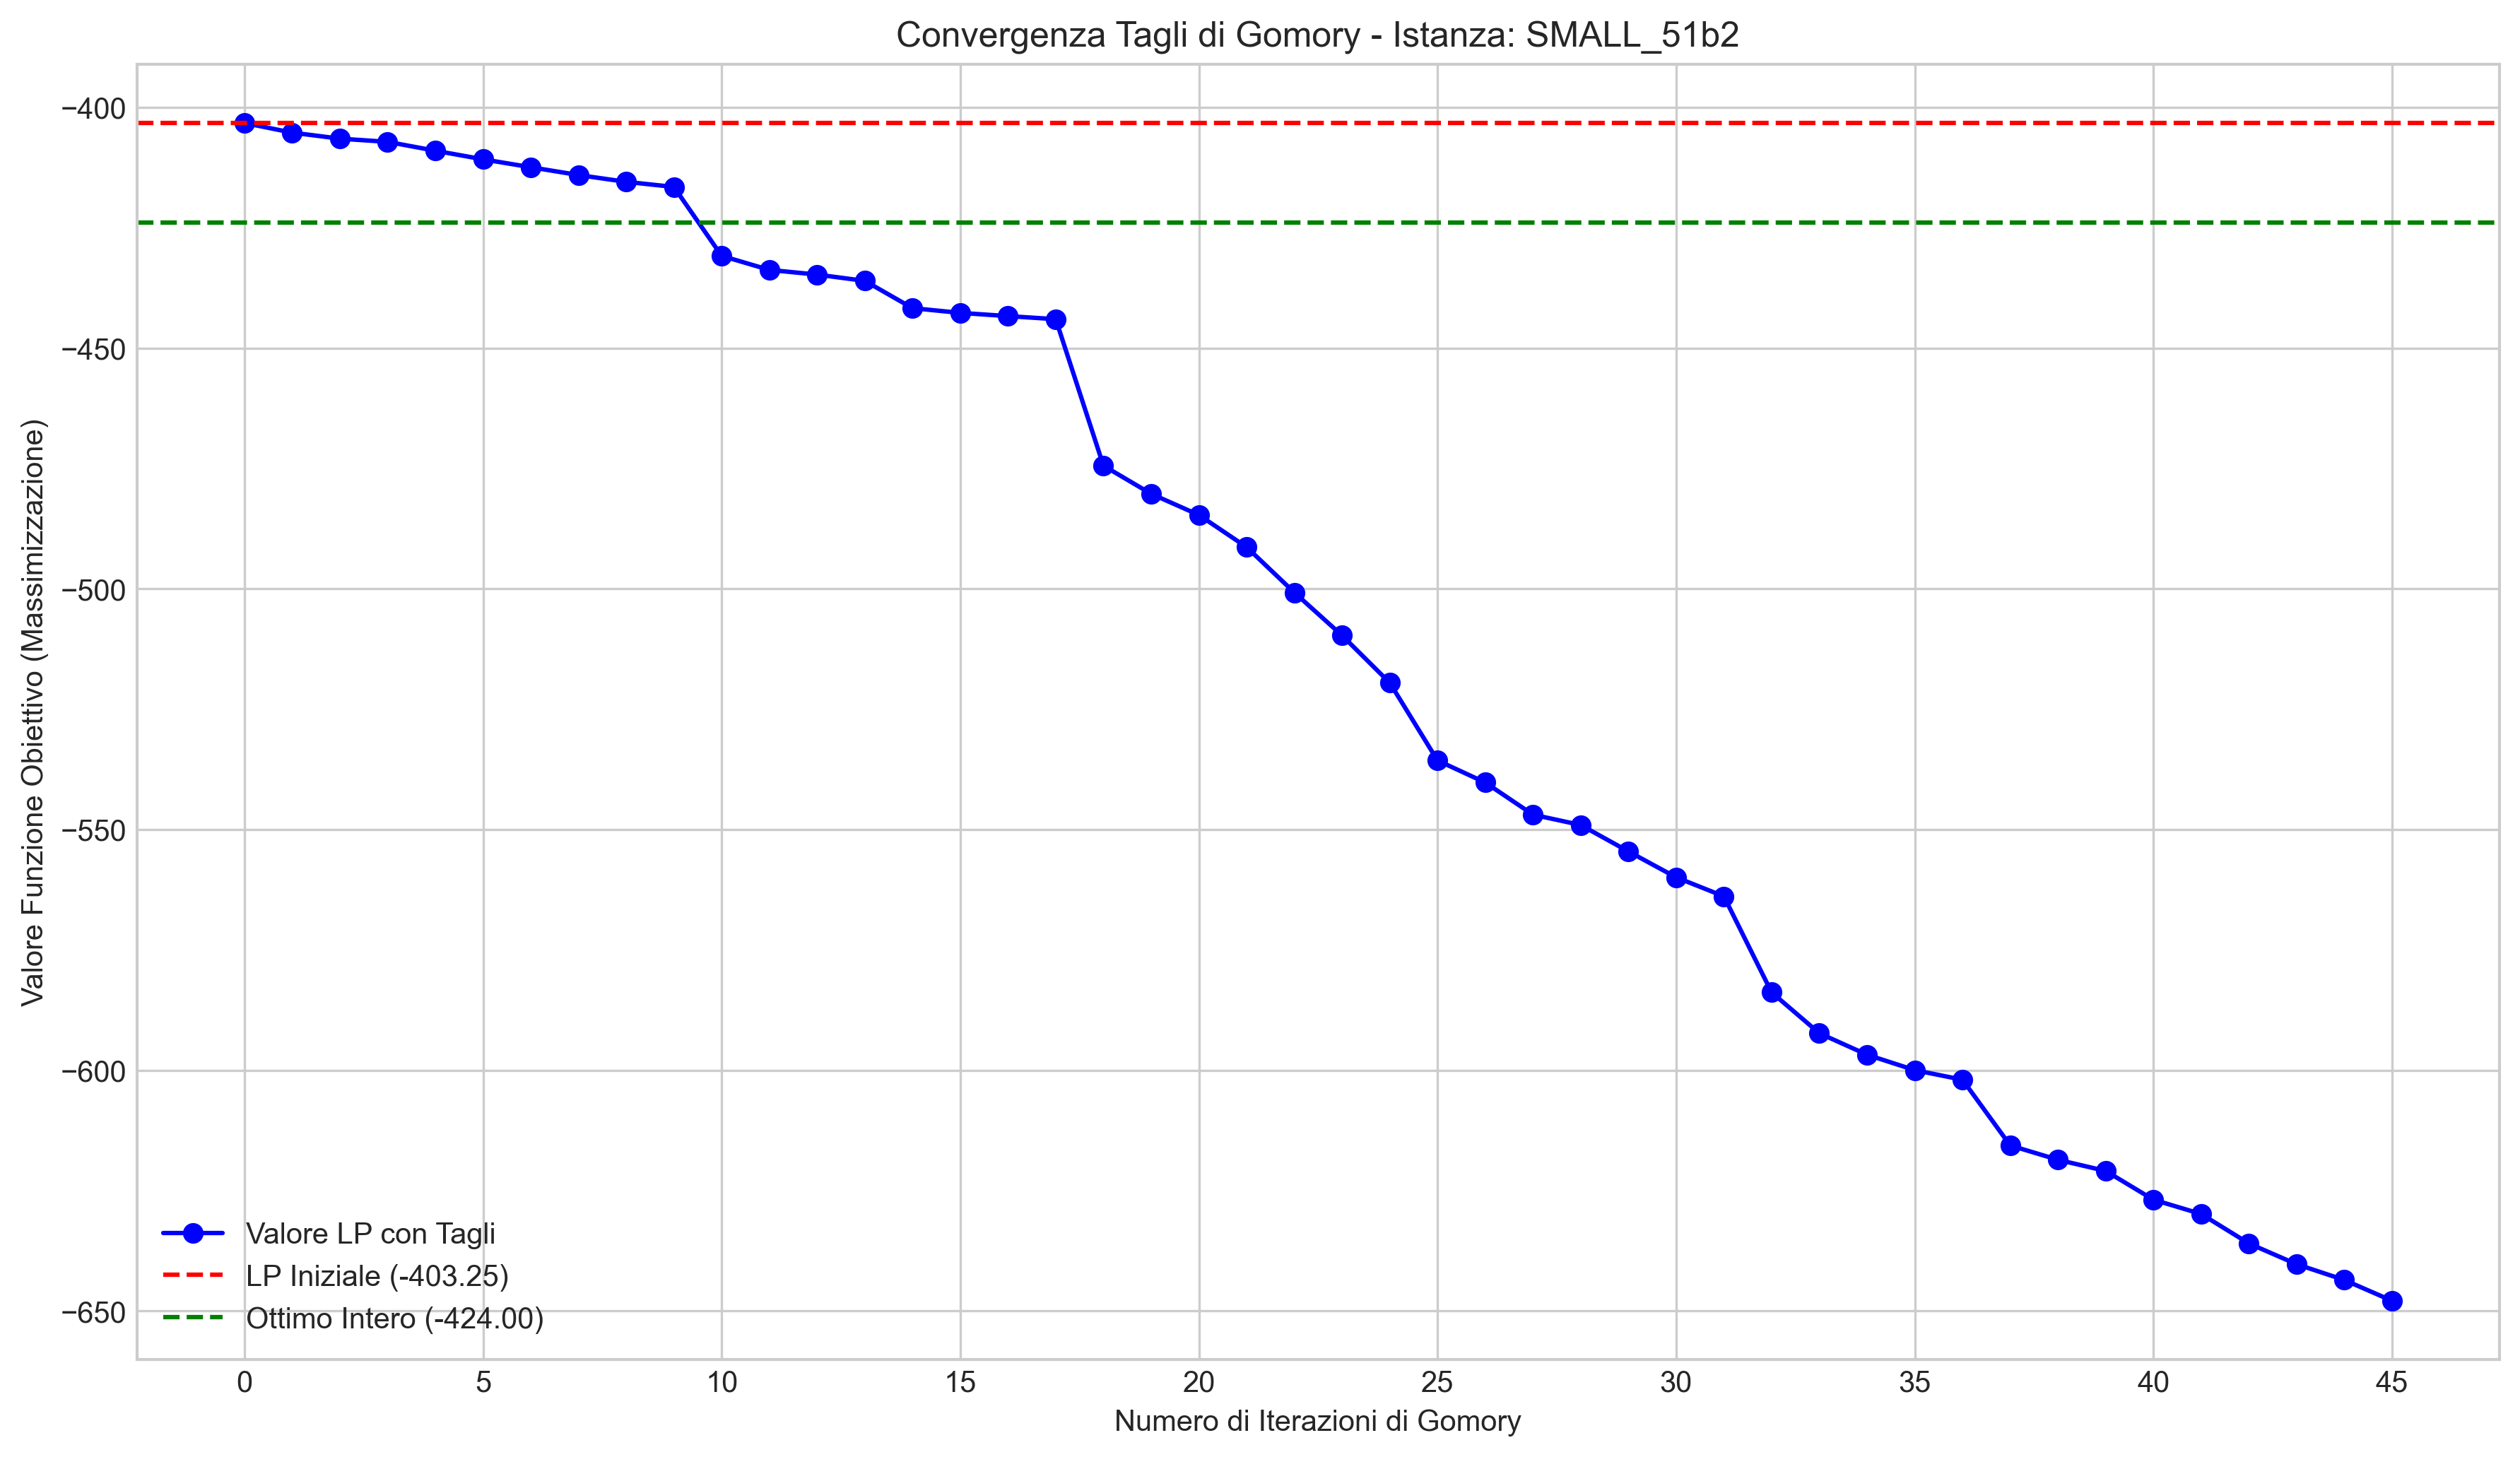 Convergenza Tagli di Gomory - Istanza: SMALL_51b2
Valore Funzione Obiettivo (Massimizzazione)
−400
−450
−500
−550
−600
−650
Valore LP con Tagli
LP Iniziale (-403.25)
Ottimo Intero (-424.00)
0 5 10 15 20 25 30 35 40 45
Numero di Iterazioni di Gomory